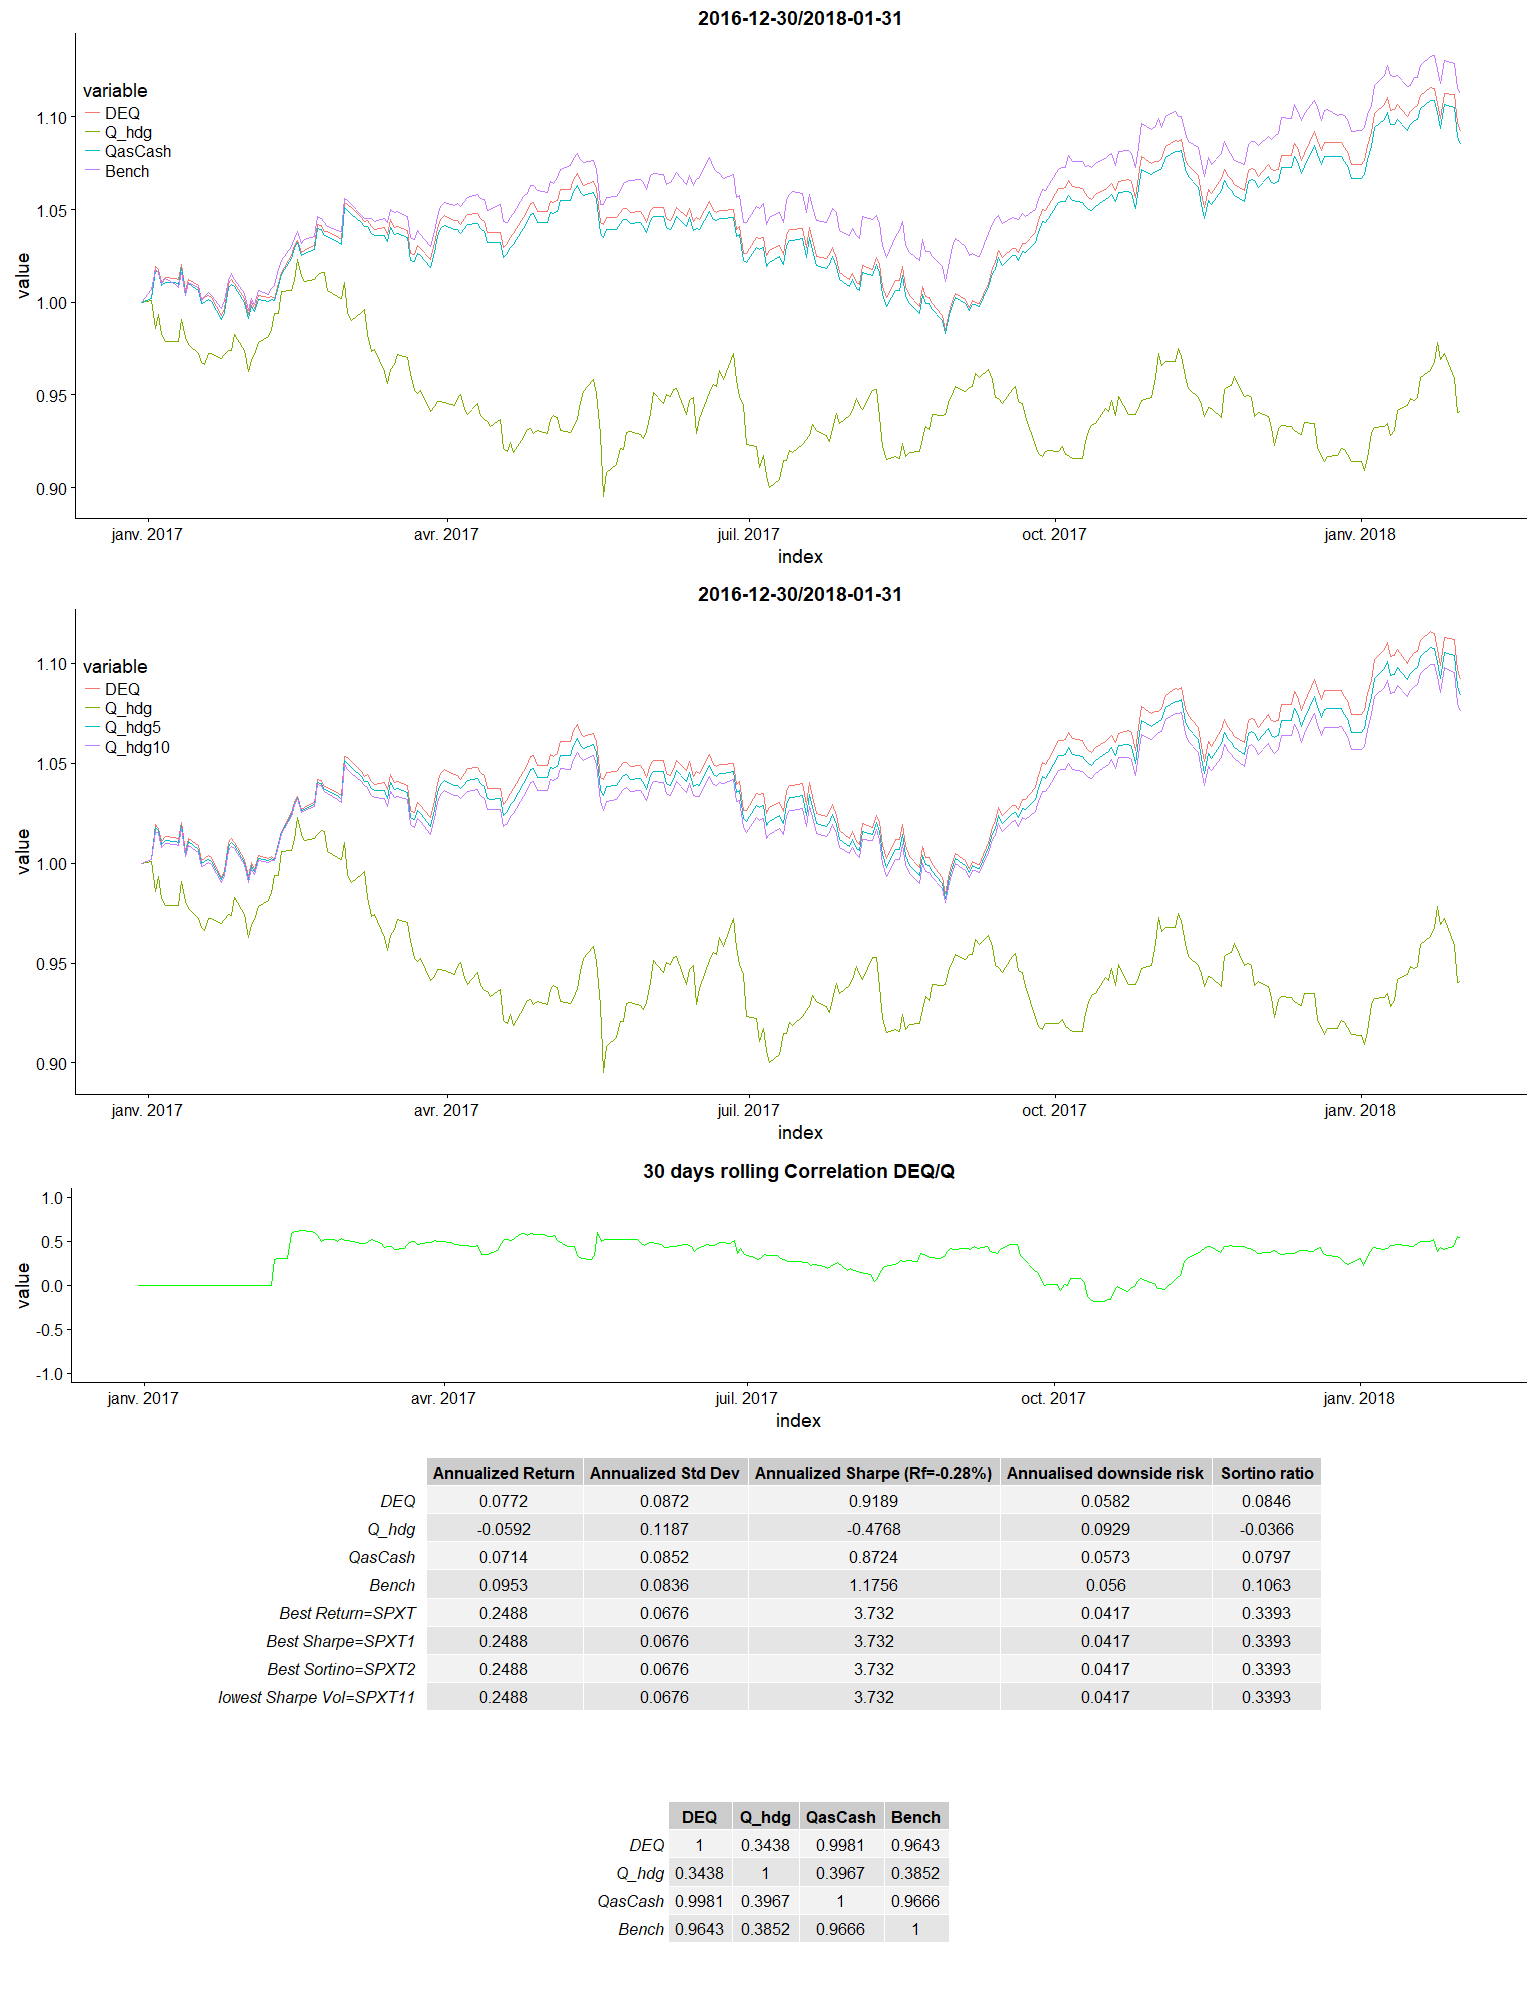 2016-12-30/2018-01-31
variable
DEQ
Q_hdg
QasCash
Bench
value
1.10
1.05
1.00
0.95
0.90
janv. 2017 avr. 2017 juil. 2017 oct. 2017 janv. 2018
index
2016-12-30/2018-01-31
variable
DEQ
Q_hdg
Q_hdg5
Q_hdg10
value
1.10
1.05
1.00
0.95
0.90
janv. 2017 avr. 2017 juil. 2017 oct. 2017 janv. 2018
index
30 days rolling Correlation DEQ/Q
value
1.0
0.5
0.0
-0.5
-1.0
janv. 2017 avr. 2017 juil. 2017 oct. 2017 janv. 2018
index
Annualized Return Annualized Std Dev Annualized Sharpe (Rf=-0.28%) Annualised downside risk Sortino ratio
DEQ 0.0772 0.0872 0.9189 0.0582 0.0846
Q_hdg -0.0592 0.1187 -0.4768 0.0929 -0.0366
QasCash 0.0714 0.0852 0.8724 0.0573 0.0797
Bench 0.0953 0.0836 1.1756 0.056 0.1063
Best Return=SPXT 0.2488 0.0676 3.732 0.0417 0.3393
Best Sharpe=SPXT1 0.2488 0.0676 3.732 0.0417 0.3393
Best Sortino=SPXT2 0.2488 0.0676 3.732 0.0417 0.3393
lowest Sharpe Vol=SPXT11 0.2488 0.0676 3.732 0.0417 0.3393
DEQ Q_hdg QasCash Bench
DEQ 1 0.3438 0.9981 0.9643
Q_hdg 0.3438 1 0.3967 0.3852
QasCash 0.9981 0.3967 1 0.9666
Bench 0.9643 0.3852 0.9666 1